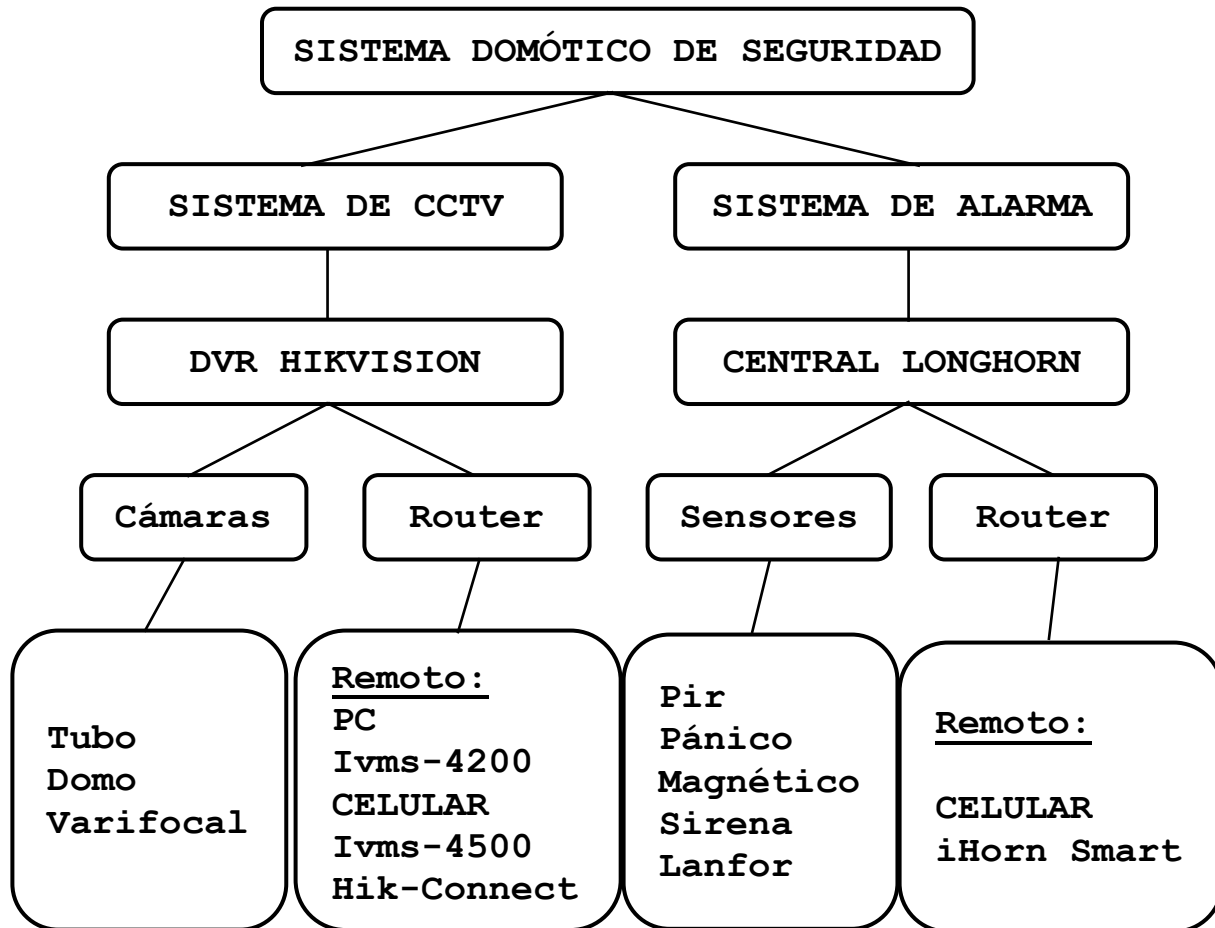 SISTEMA DOMÓTICO DE SEGURIDAD
SISTEMA DE CCTV
SISTEMA DE ALARMA
DVR HIKVISION
CENTRAL LONGHORN
Cámaras
Router
Sensores
Router
Tubo
Domo
Varifocal
Remoto:
PC
Ivms-4200
CELULAR
Ivms-4500
Hik-Connect
Pir
Pánico
Magnético
Sirena
Lanfor
Remoto:
CELULAR
iHorn Smart